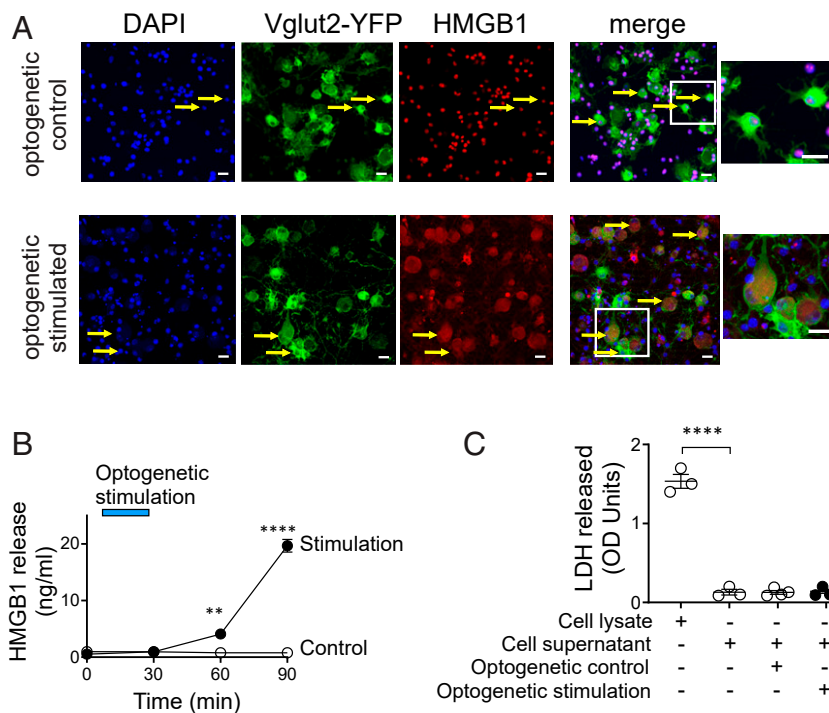 A
DAPI Vglut2-YFP HMGB1 merge
optogenetic
control
optogenetic
stimulated
B
Optogenetic
stimulation
HMGB1 release
(ng/ml)
20
0
0 30 60 90
Time (min)
**
****
Stimulation
Control
C
LDH released
(OD Units)
2
1
0
****
Cell lysate + - - -
Cell supernatant - + + +
Optogenetic control - - + -
Optogenetic stimulation - - - +